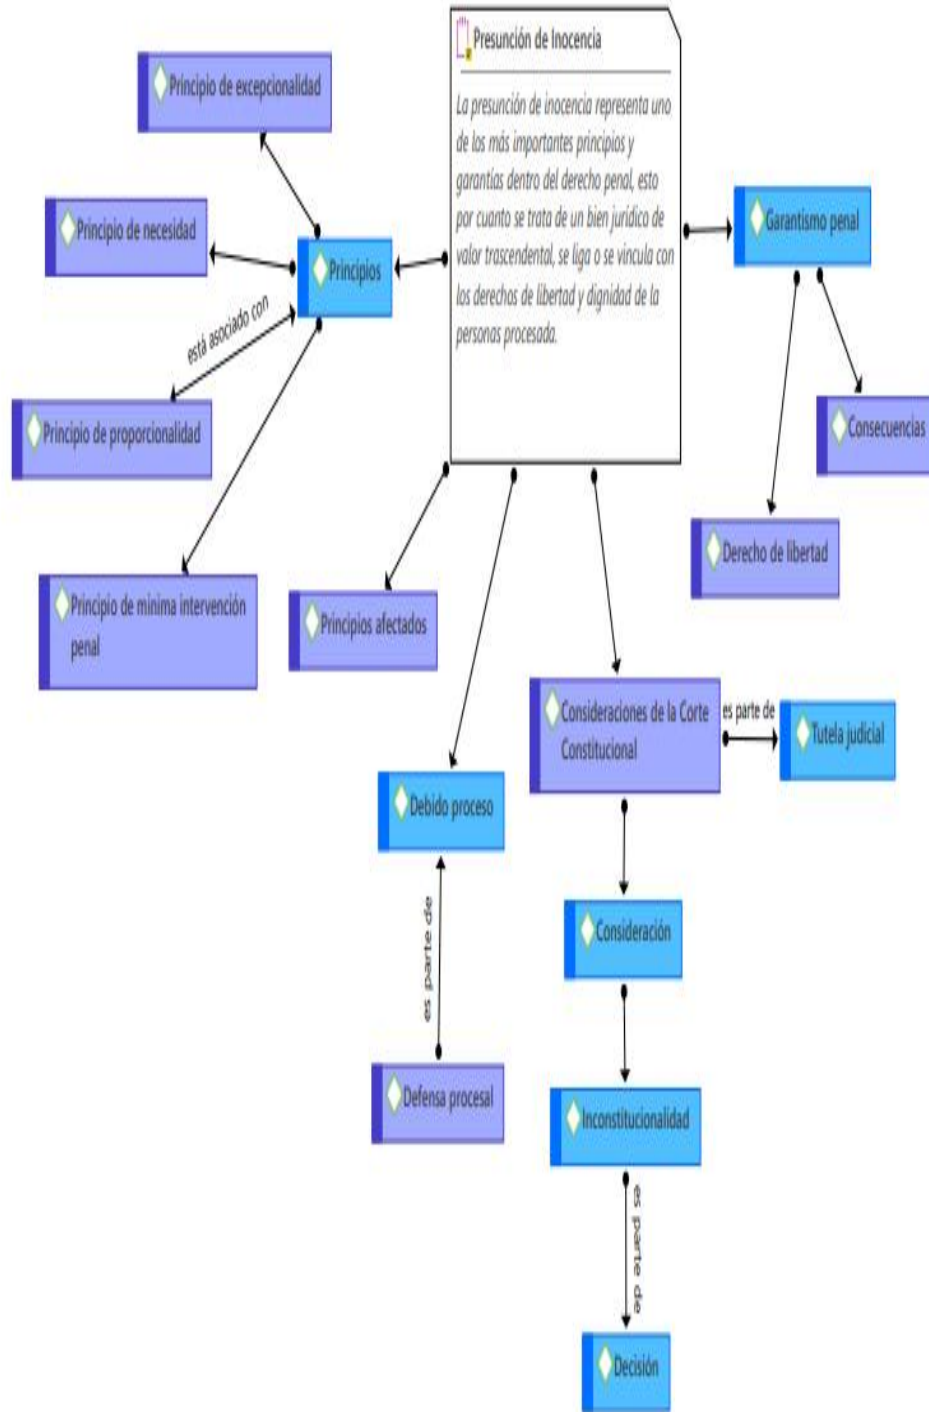 Presunción de Inocencia
La presunción de inocencia representa uno
de los más importantes principios y
garantías dentro del derecho penal, esto
por cuanto se trata de un bien jurídico de
valor trascendental, se liga o se vincula con
los derechos de libertad y dignidad de la
personas procesada.
Principio de excepcionalidad
Principio de necesidad
Principios
está asociado con
Principio de proporcionalidad
Principio de minima intervención
penal
Principios afectados
Garantismo penal
Consecuencias
Derecho de libertad
Consideraciones de la Corte
Constitucional
es parte de
Tutela judicial
Debido proceso
es parte de
Defensa procesal
Consideración
Inconstitucionalidad
es parte de
Decisión